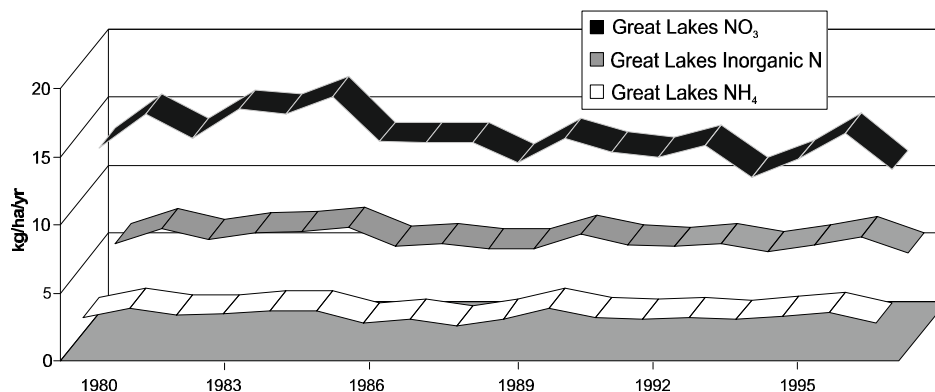 Great Lakes NO₃
Great Lakes Inorganic N
Great Lakes NH₄
kg/ha/yr
20
15
10
5
0
1980 1983 1986 1989 1992 1995